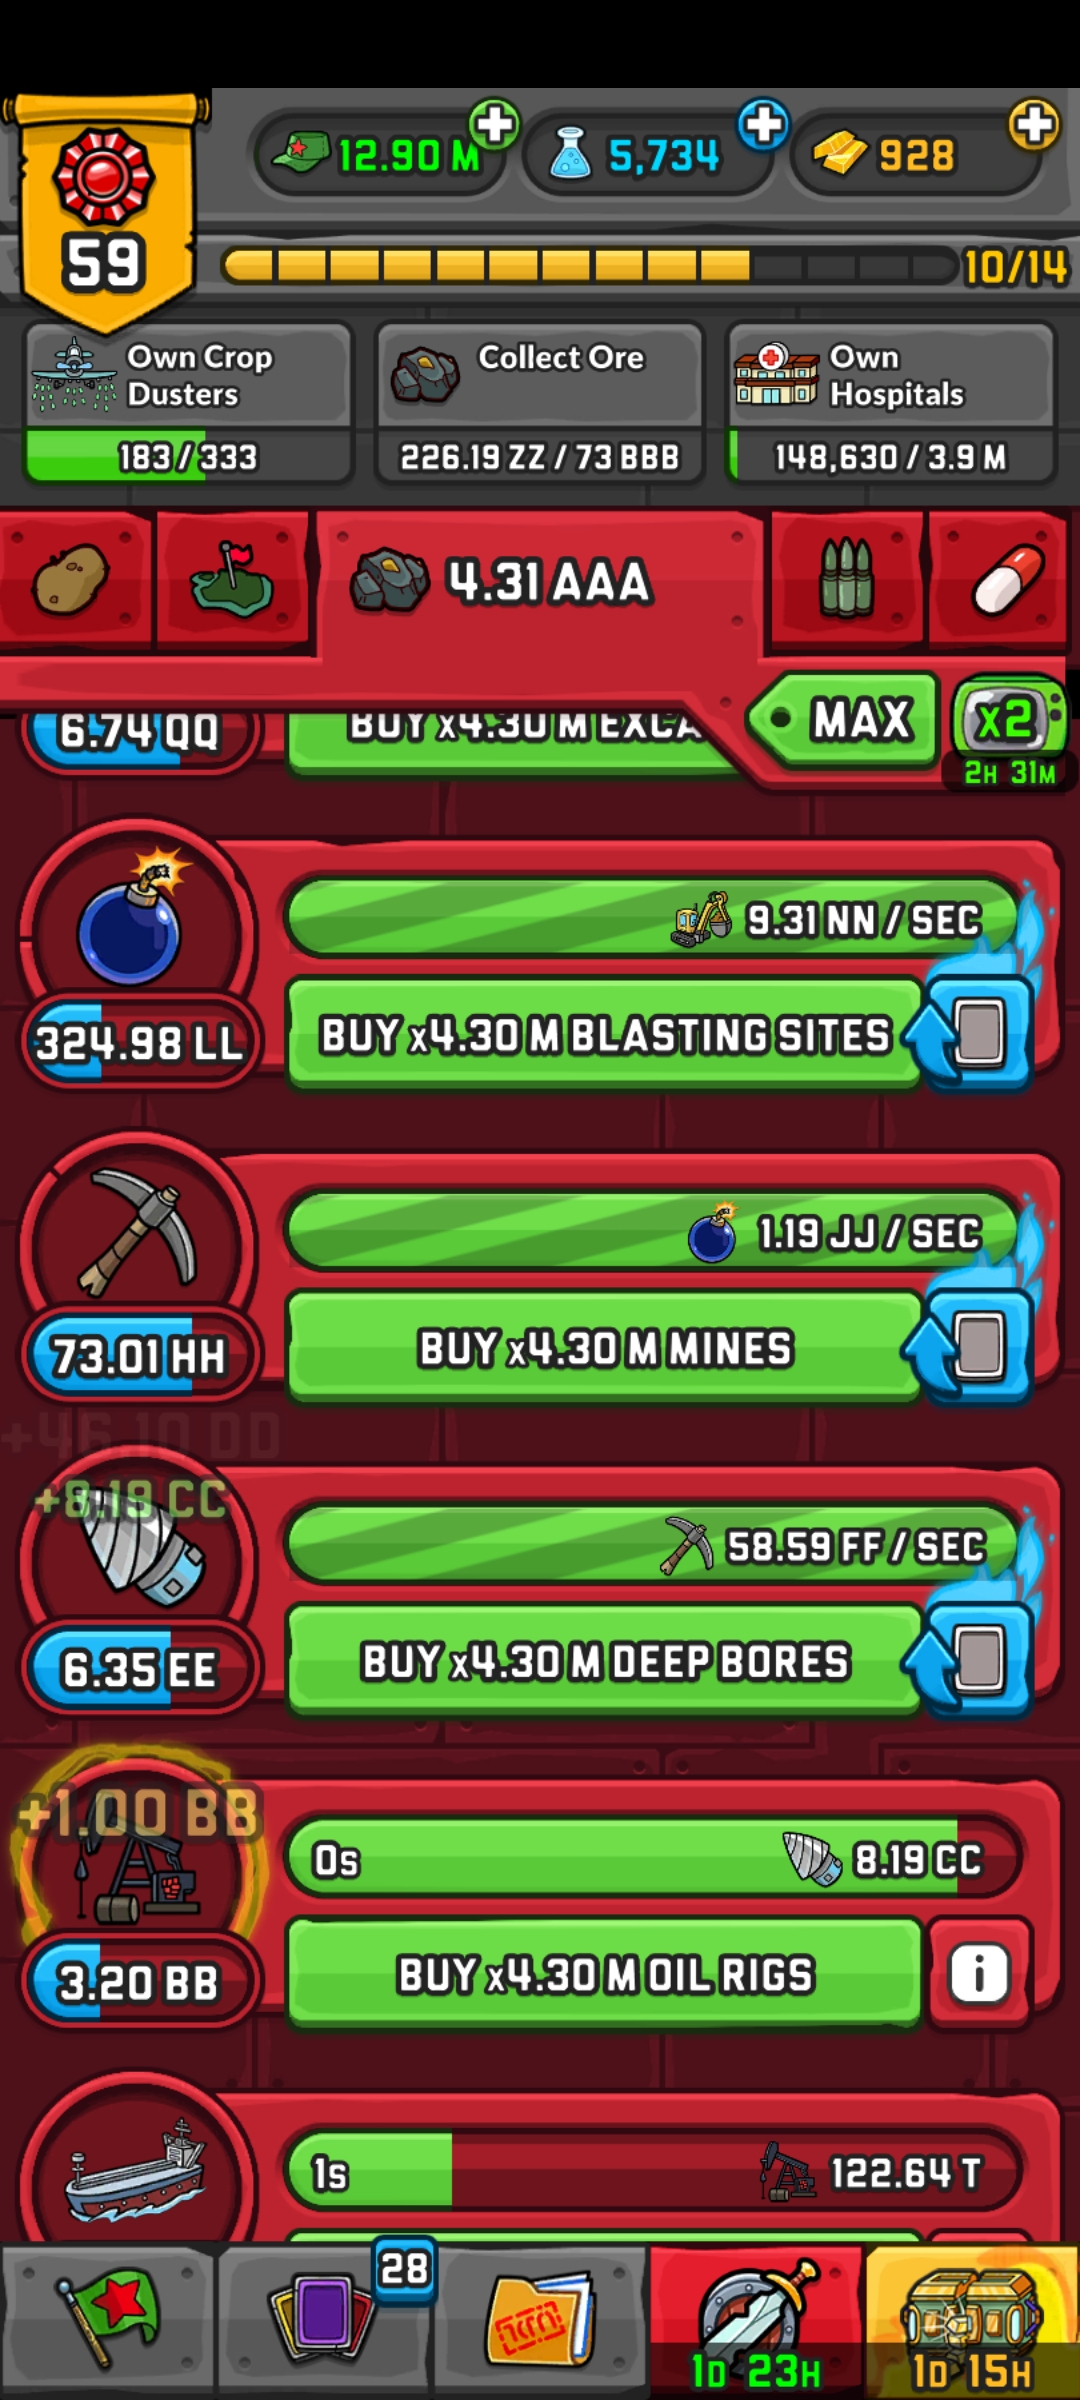 12.90 M
5,734
928
59
10/14
Own Crop
Dusters
183 / 333
Collect Ore
226.19 ZZ / 73 BBB
Own
Hospitals
148,630 / 3.9 M
4.31 AAA
MAX
x2
2H 31M
6.74 QQ
BUY x4.30 M EXCA
9.31 NN / SEC
324.98 LL
BUY x4.30 M BLASTING SITES
1.19 JJ / SEC
73.01 HH
BUY x4.30 M MINES
+46.10 DD
+8.19 CC
58.59 FF / SEC
6.35 EE
BUY x4.30 M DEEP BORES
+1.00 BB
0s
8.19 CC
3.20 BB
BUY x4.30 M OIL RIGS
i
1s
122.64 T
28
1D 23H
1D 15H